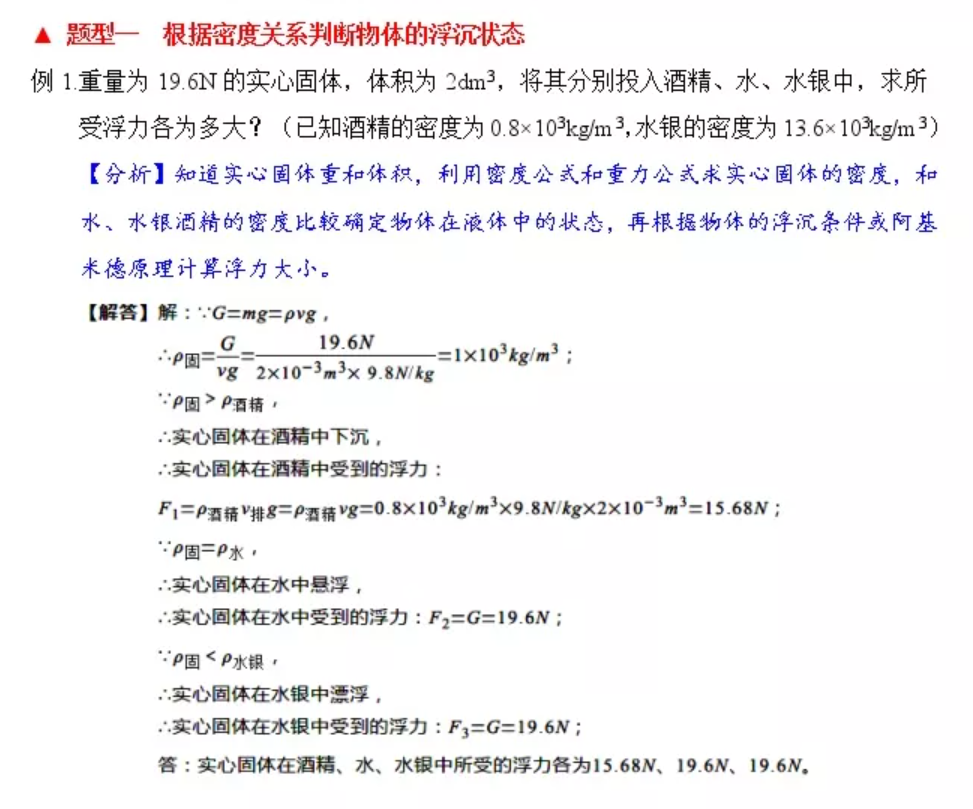 ▲ 题型一 根据密度关系判断物体的浮沉状态
例 1.重量为 19.6N 的实心固体，体积为 2dm³，将其分别投入酒精、水、水银中，求所
受浮力各为多大？（已知酒精的密度为 0.8×10³kg/m³,水银的密度为 13.6×10³kg/m³）
【分析】知道实心固体重和体积，利用密度公式和重力公式求实心固体的密度，和
水、水银酒精的密度比较确定物体在液体中的状态，再根据物体的浮沉条件或阿基
米德原理计算浮力大小。
【解答】解：∵G=mg=ρvg，
∴ρ固=G/vg=19.6N/2×10⁻³m³×9.8N/kg=1×10³kg/m³；
∵ρ固＞ρ酒精，
∴实心固体在酒精中下沉，
∴实心固体在酒精中受到的浮力：
F₁=ρ酒精v排g=ρ酒精vg=0.8×10³kg/m³×9.8N/kg×2×10⁻³m³=15.68N；
∵ρ固=ρ水，
∴实心固体在水中悬浮，
∴实心固体在水中受到的浮力：F₂=G=19.6N；
∵ρ固＜ρ水银，
∴实心固体在水银中漂浮，
∴实心固体在水银中受到的浮力：F₃=G=19.6N；
答：实心固体在酒精、水、水银中所受的浮力各为15.68N、19.6N、19.6N。